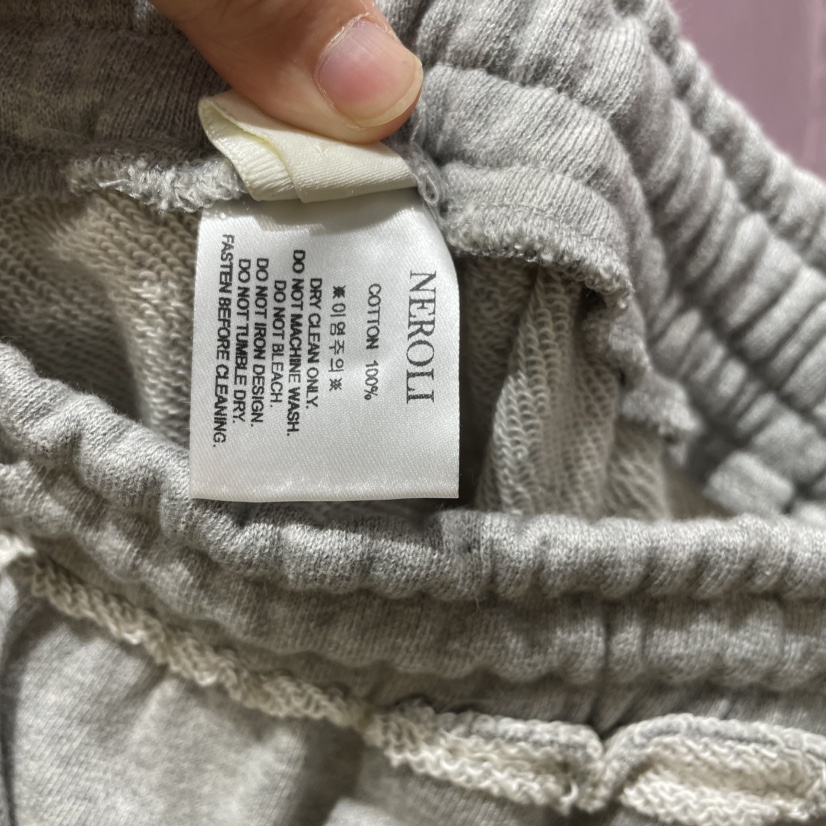 NEROLI
COTTON 100%
※이염주의※
DRY CLEAN ONLY.
DO NOT MACHINE WASH.
DO NOT BLEACH.
DO NOT IRON DESIGN.
DO NOT TUMBLE DRY.
FASTEN BEFORE CLEANING.